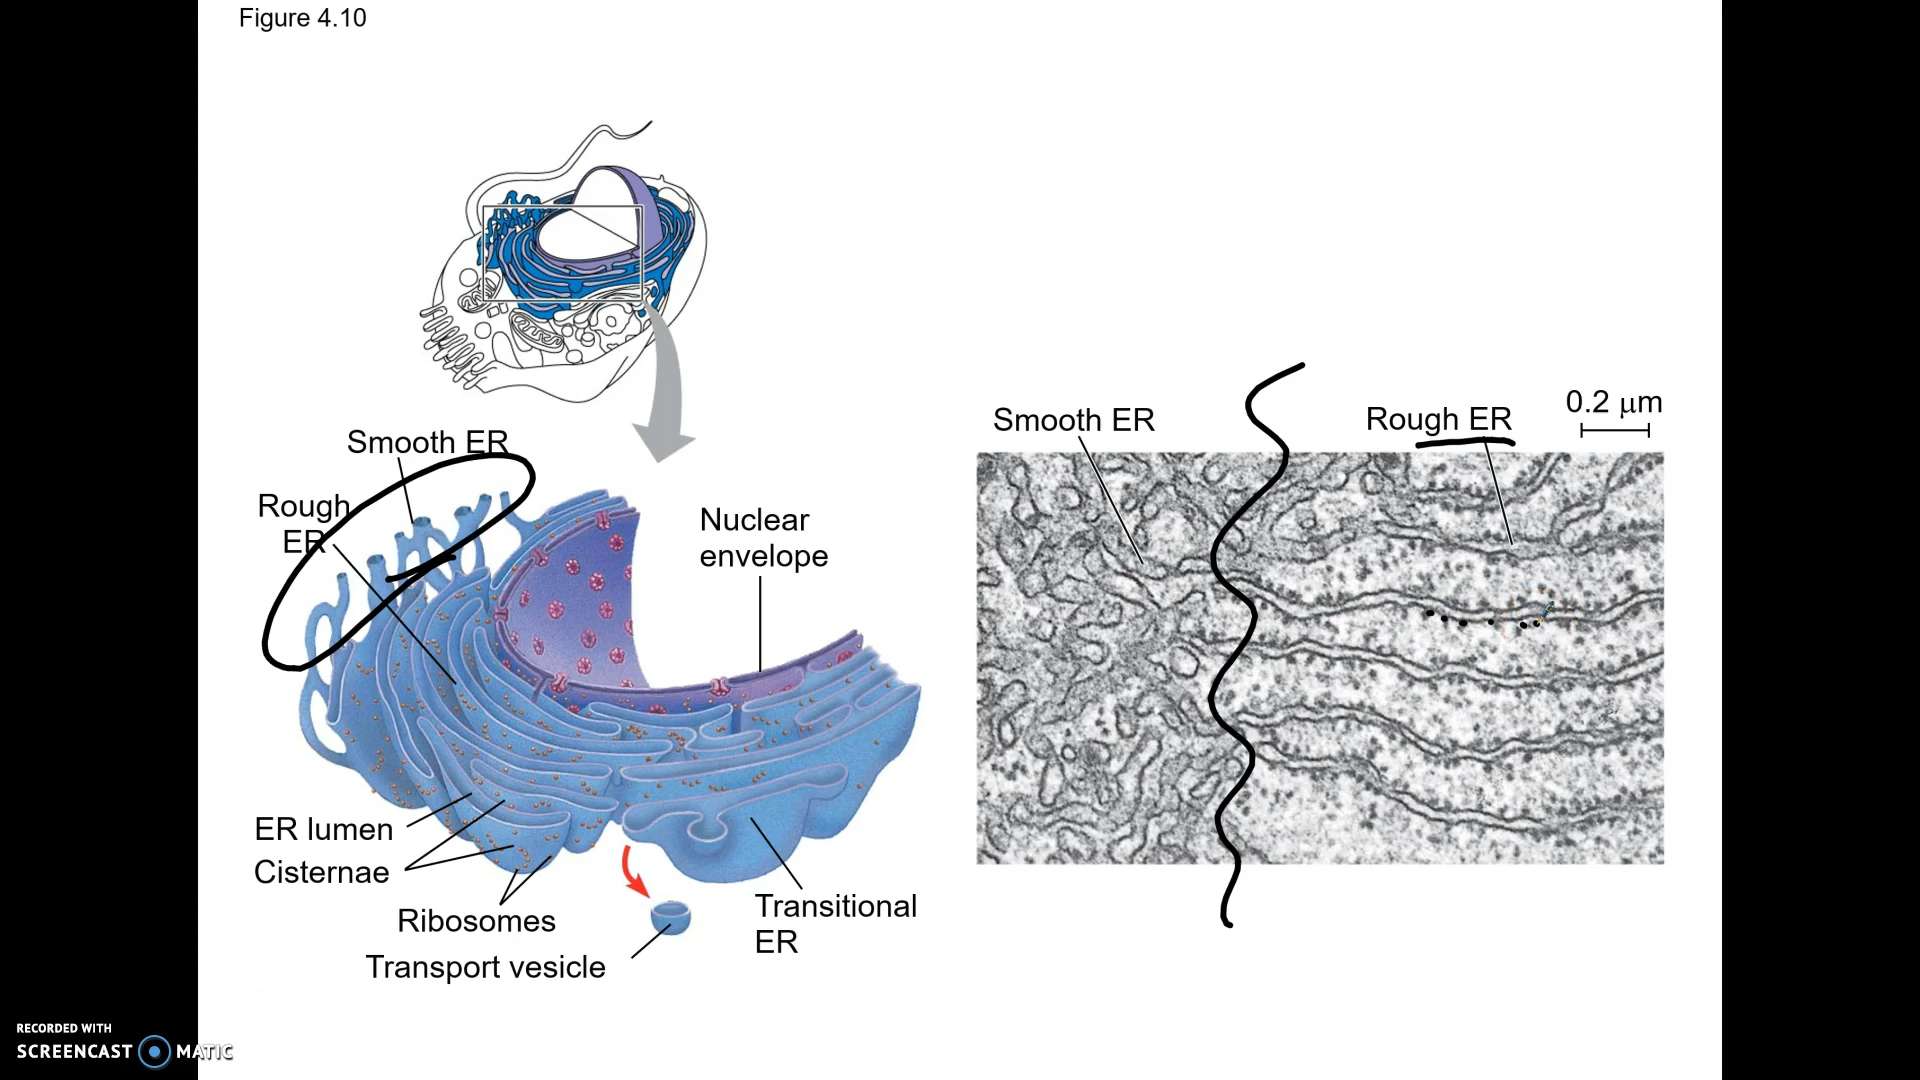 Figure 4.10
Smooth ER
Rough
ER
Nuclear
envelope
ER lumen
Cisternae
Ribosomes
Transport vesicle
Transitional
ER
Smooth ER
Rough ER
0.2 μm
RECORDED WITH
SCREENCAST MATIC